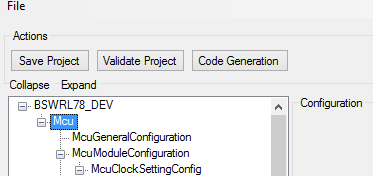 File
Actions
Save Project Validate Project Code Generation
Collapse Expand
BSWRL78_DEV
Configuration
Mcu
McuGeneralConfiguration
McuModuleConfiguration
McuClockSettingConfig